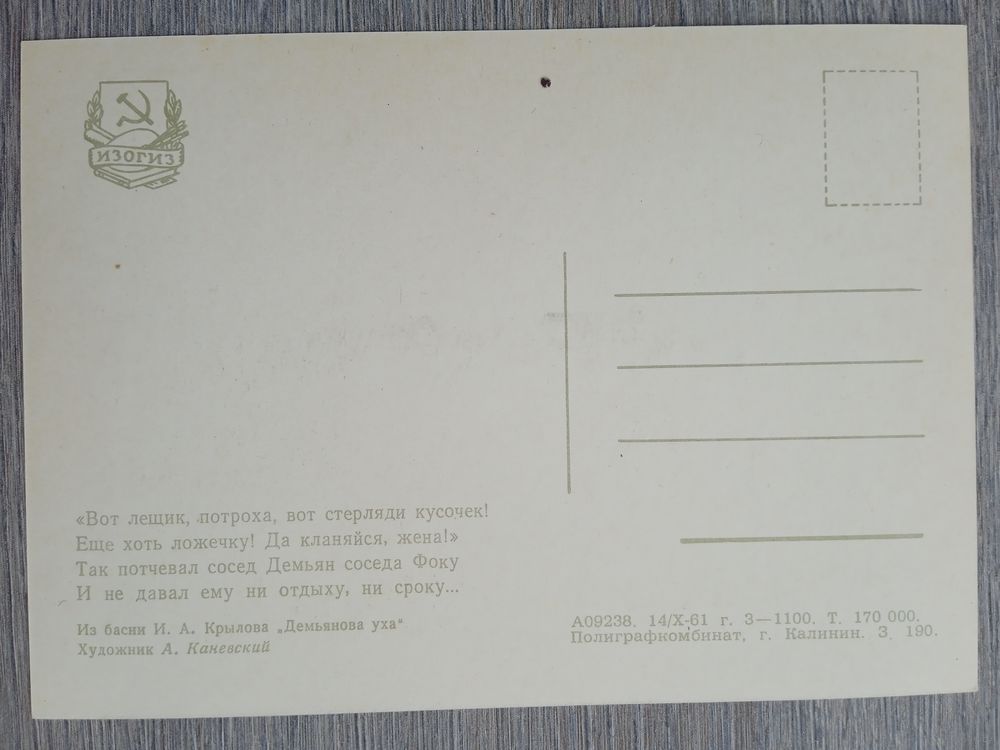 ИЗОГИЗ
«Вот лещик, потроха, вот стерляди кусочек!
Еще хоть ложечку! Да кланяйся, жена!»
Так потчевал сосед Демьян соседа Фоку
И не давал ему ни отдыху, ни сроку...
Из басни И. А. Крылова „Демьянова уха“
Художник А. Каневский
А09238. 14/X-61 г. З—1100. Т. 170 000.
Полиграфкомбинат, г. Калинин. З. 190.